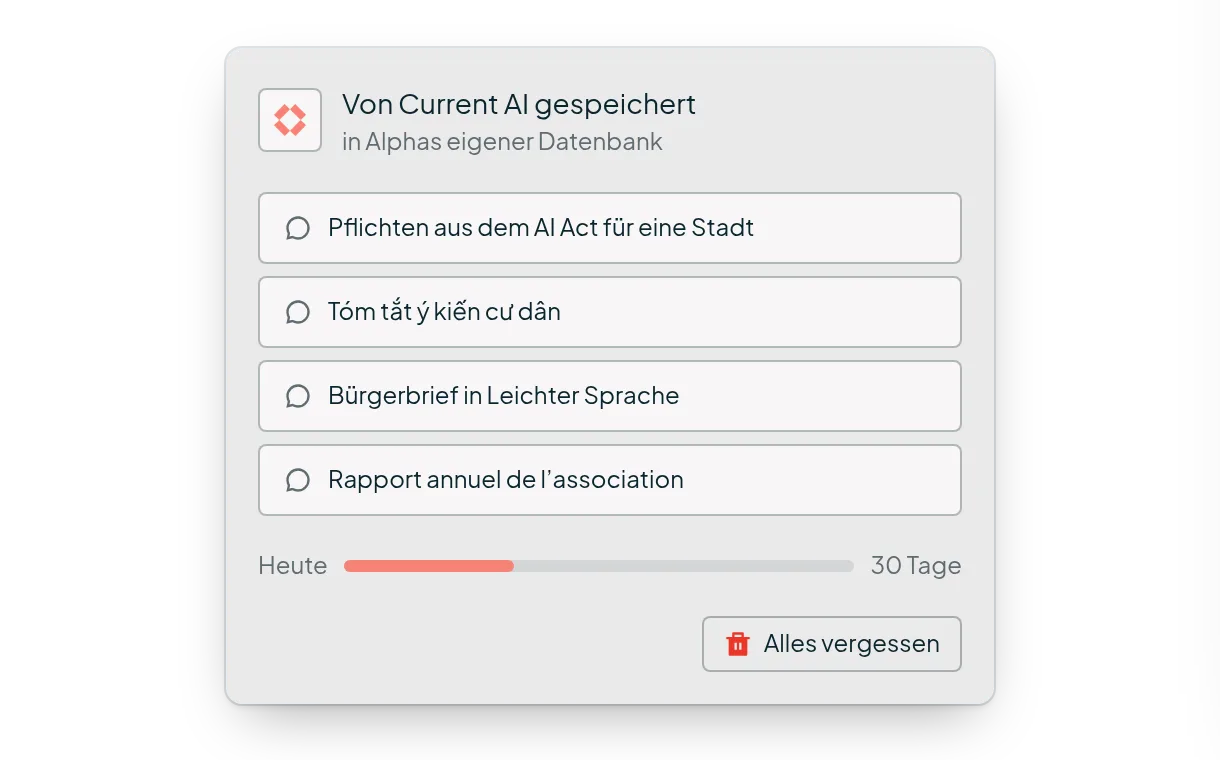 Von Current AI gespeichert
in Alphas eigener Datenbank
Pflichten aus dem AI Act für eine Stadt
Tóm tắt ý kiến cư dân
Bürgerbrief in Leichter Sprache
Rapport annuel de l’association
Heute
30 Tage
Alles vergessen